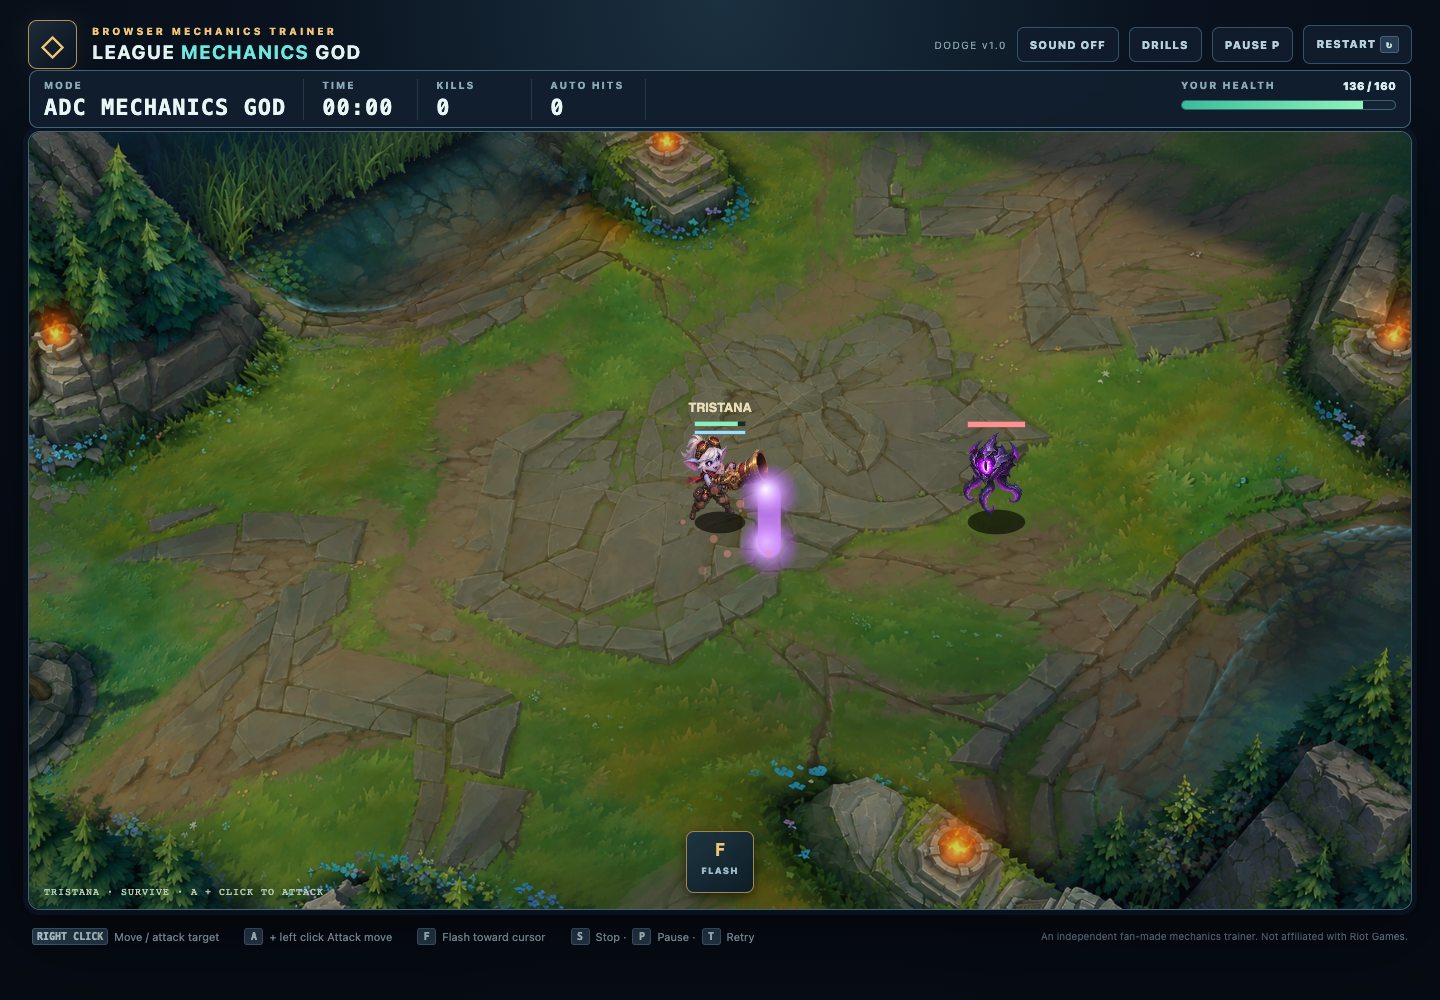 BROWSER MECHANICS TRAINER
LEAGUE MECHANICS GOD
DODGE v1.0
SOUND OFF
DRILLS
PAUSE P
RESTART ↻
MODE
ADC MECHANICS GOD
TIME
00:00
KILLS
0
AUTO HITS
0
YOUR HEALTH
136 / 160
TRISTANA
F
FLASH
TRISTANA · SURVIVE · A + CLICK TO ATTACK
RIGHT CLICK Move / attack target
A + left click Attack move
F Flash toward cursor
S Stop · P Pause · T Retry
An independent fan-made mechanics trainer. Not affiliated with Riot Games.